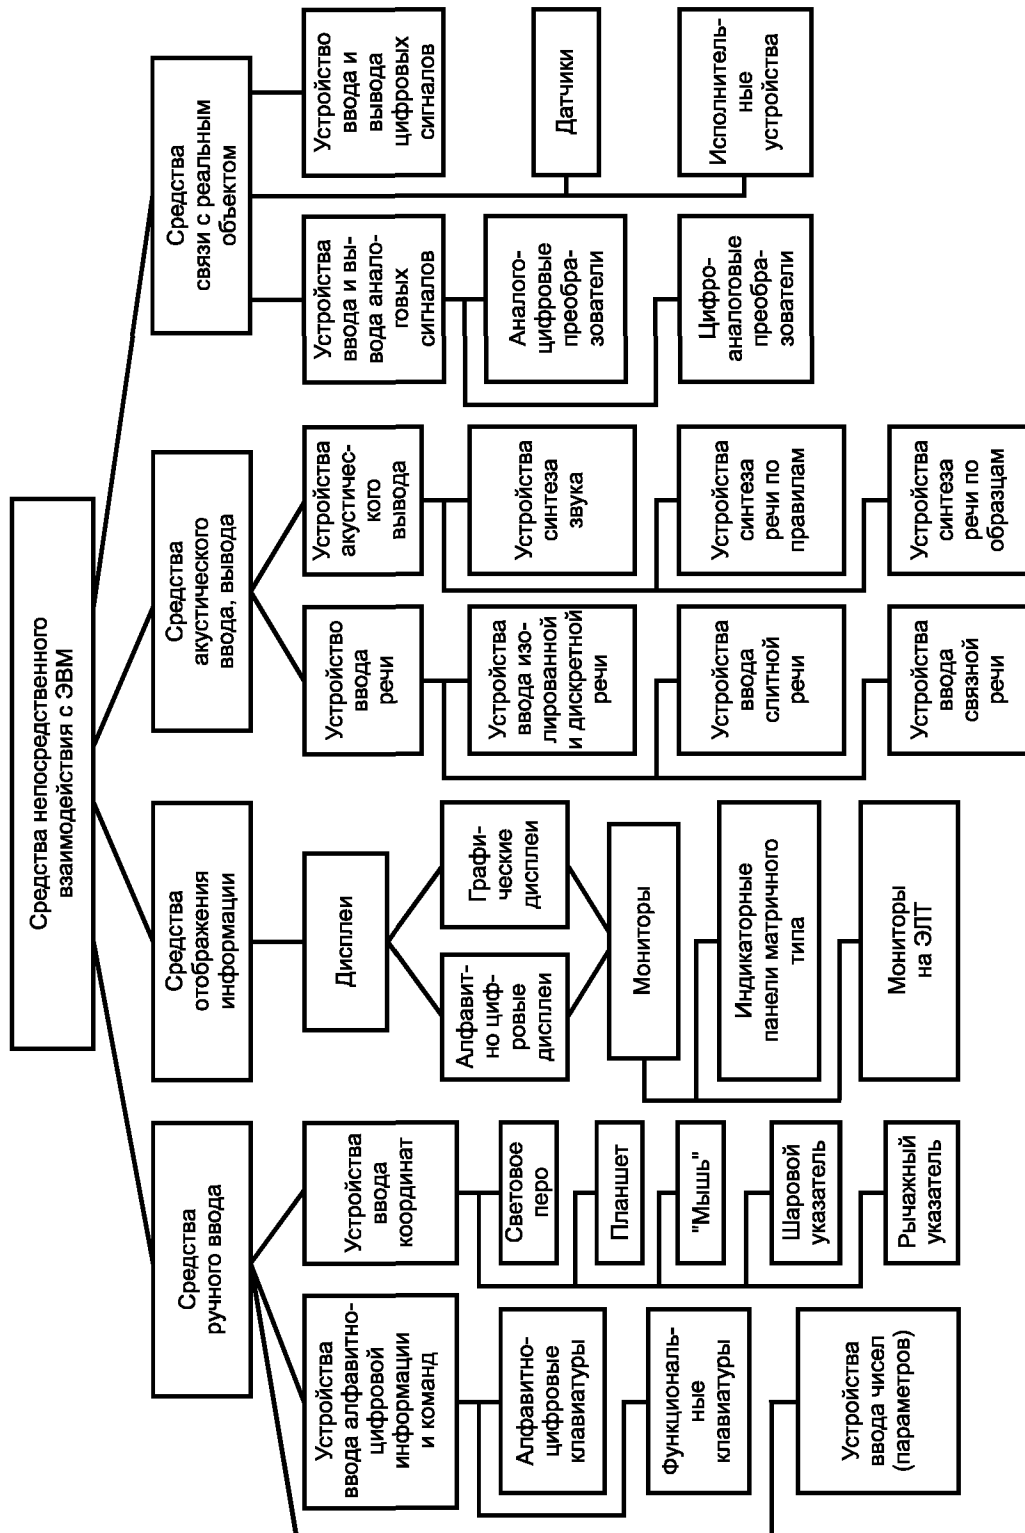 Средства непосредственного
взаимодействия с ЭВМ
Средства
ручного ввода
Средства
отображения
информации
Средства
акустического
ввода, вывода
Средства
связи с реальным
объектом
Устройства
ввода алфавитно-
цифровой
информации
и команд
Устройства
ввода
координат
Дисплеи
Устройство
ввода
речи
Устройства
акустичес-
кого
вывода
Устройства
ввода и вы-
вода анало-
говых
сигналов
Устройство
ввода и
вывода
цифровых
сигналов
Алфавитно-
цифровые
клавиатуры
Функциональ-
ные
клавиатуры
Устройства
ввода чисел
(параметров)
Световое
перо
Планшет
"Мышь"
Шаровой
указатель
Рычажный
указатель
Алфавит-
но циф-
ровые
дисплеи
Графи-
ческие
дисплеи
Мониторы
Индикаторные
панели матричного
типа
Мониторы
на ЭЛТ
Устройства
ввода изо-
лированной
и дискретной
речи
Устройства
ввода
слитной
речи
Устройства
ввода
связной
речи
Устройства
синтеза
звука
Устройства
синтеза
речи по
правилам
Устройства
синтеза
речи по
образцам
Аналого-
цифровые
преобра-
зователи
Цифро-
аналоговые
преобра-
зователи
Датчики
Исполнитель-
ные
устройства